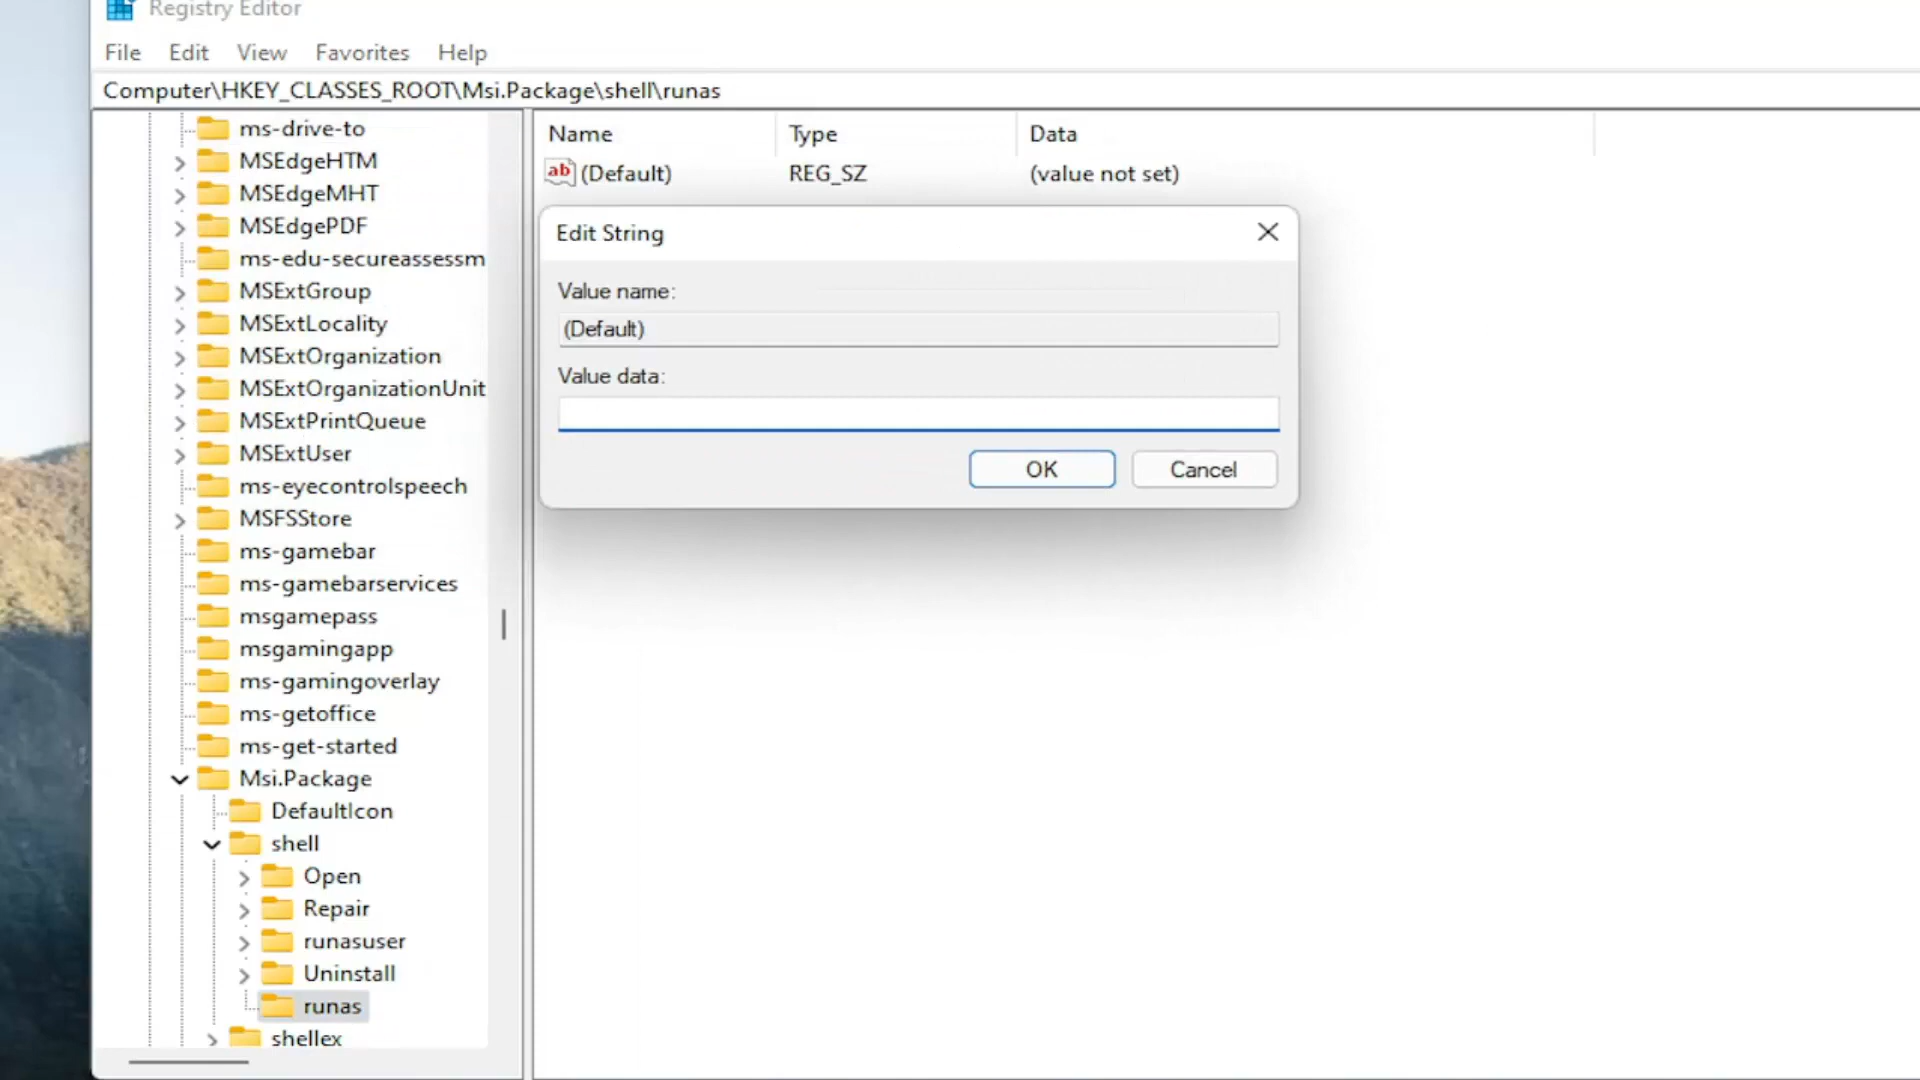 Registry Editor
File Edit View Favorites Help
Computer\HKEY_CLASSES_ROOT\Msi.Package\shell\runas
ms-drive-to
MSEdgeHTM
MSEdgeMHT
MSEdgePDF
ms-edu-secureassessm
MSExtGroup
MSExtLocality
MSExtOrganization
MSExtOrganizationUnit
MSExtPrintQueue
MSExtUser
ms-eyecontrolspeech
MSFSStore
ms-gamebar
ms-gamebarservices
msgamepass
msgamingapp
ms-gamingoverlay
ms-getoffice
ms-get-started
Msi.Package
DefaultIcon
shell
Open
Repair
runasuser
Uninstall
runas
shellex
Name Type Data
ab (Default) REG_SZ (value not set)
Edit String
Value name:
(Default)
Value data:
OK Cancel